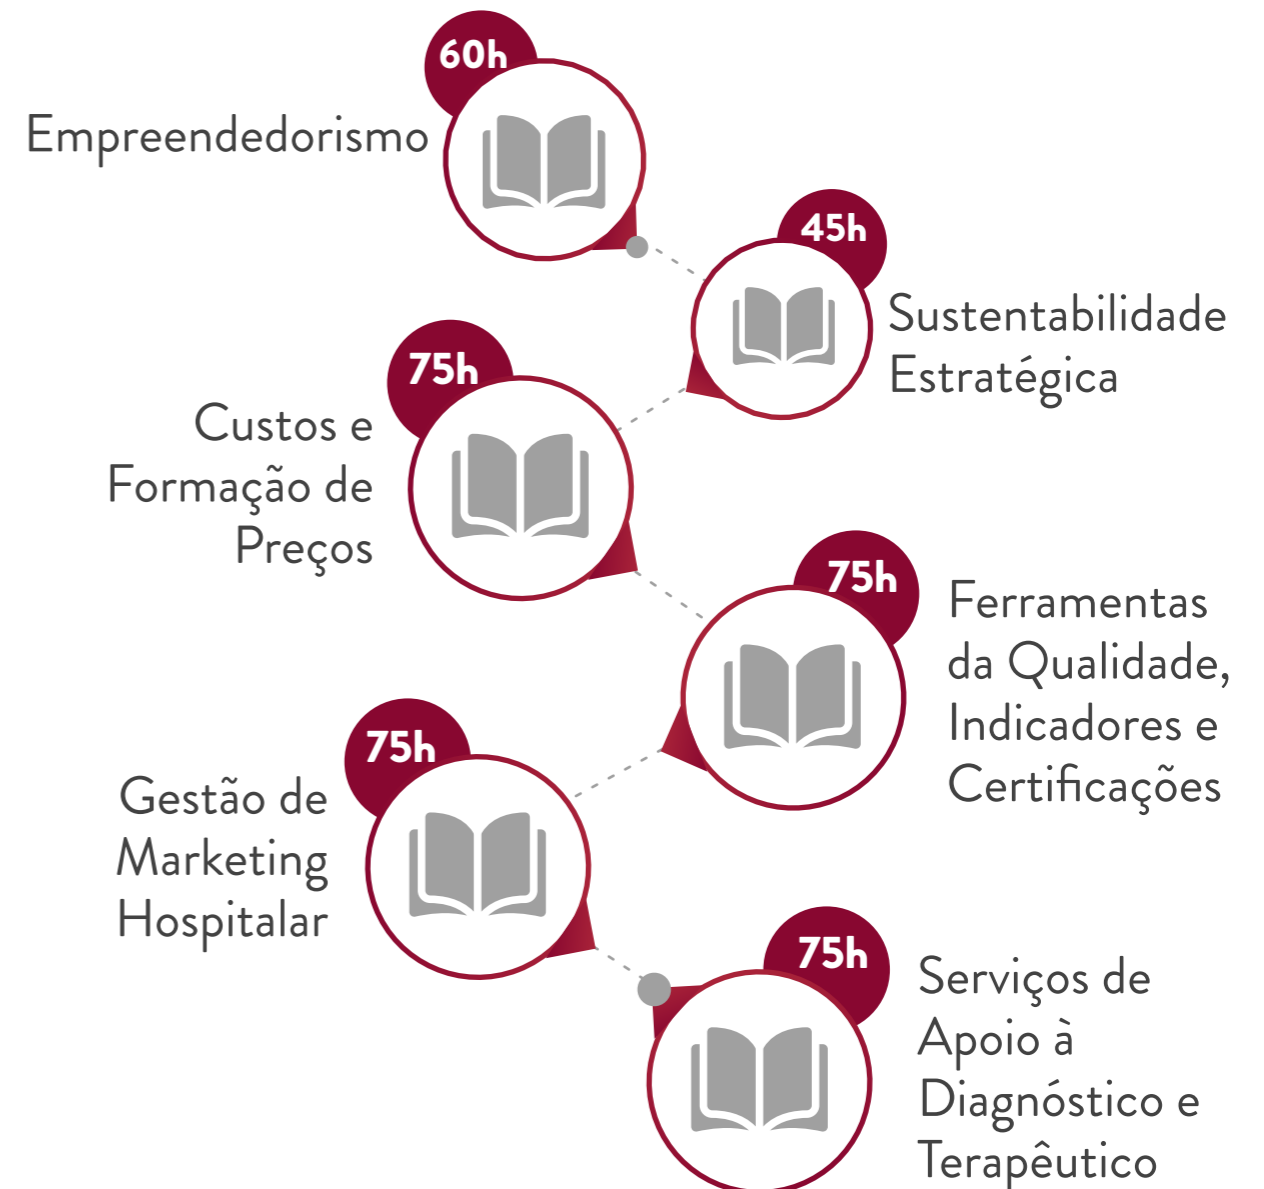 60h
Empreendedorismo
45h
Sustentabilidade
Estratégica
75h
Custos e
Formação de
Preços
75h
Ferramentas
da Qualidade,
Indicadores e
Certificações
75h
Gestão de
Marketing
Hospitalar
75h
Serviços de
Apoio à
Diagnóstico e
Terapêutico